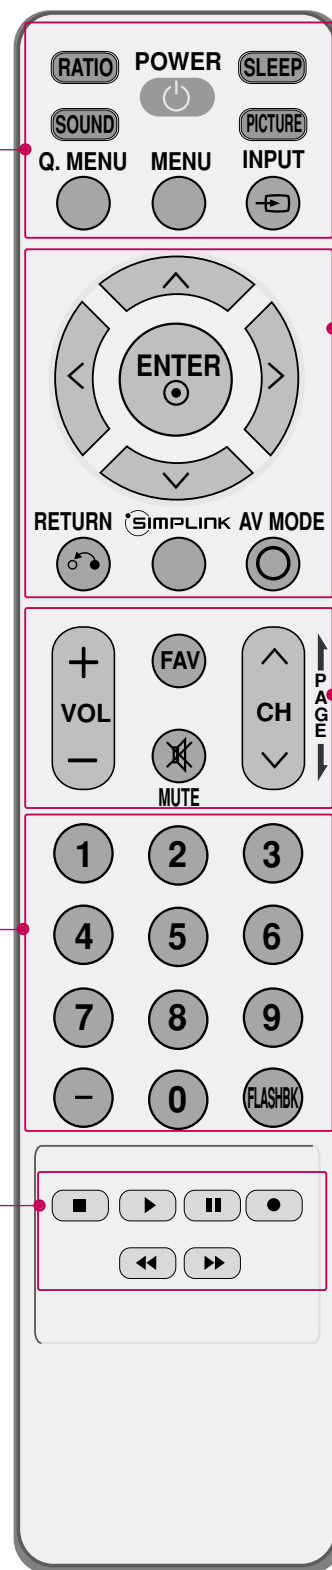 RATIO POWER SLEEP
SOUND PICTURE
Q. MENU MENU INPUT
ENTER
RETURN SIMPLINK AV MODE
FAV
VOL CH PAGE
MUTE
1 2 3
4 5 6
7 8 9
- 0 FLASHBK